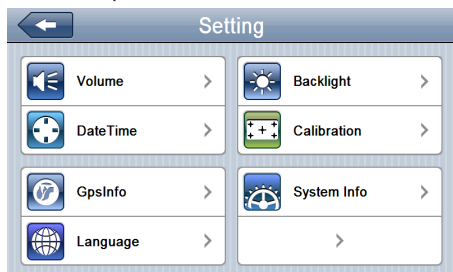 Setting
Volume
Backlight
DateTime
Calibration
GpsInfo
System Info
Language